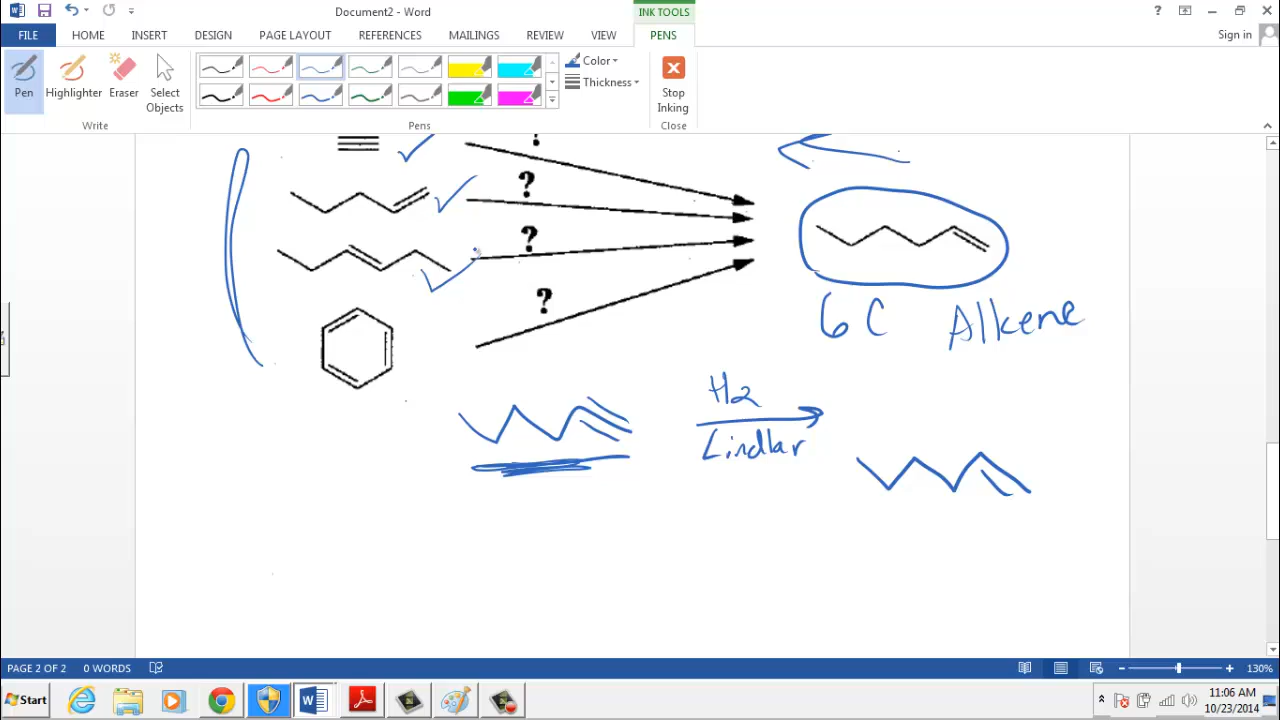 Document2 - Word
INK TOOLS
?
Sign in
FILE
HOME
INSERT
DESIGN
PAGE LAYOUT
REFERENCES
MAILINGS
REVIEW
VIEW
PENS
Pen
Highlighter
Eraser
Select Objects
Color
Thickness
Stop Inking
Write
Pens
Close
?
?
?
?
6 C Alkene
H2
Lindlar
PAGE 2 OF 2
0 WORDS
130%
Start
11:06 AM
10/23/2014